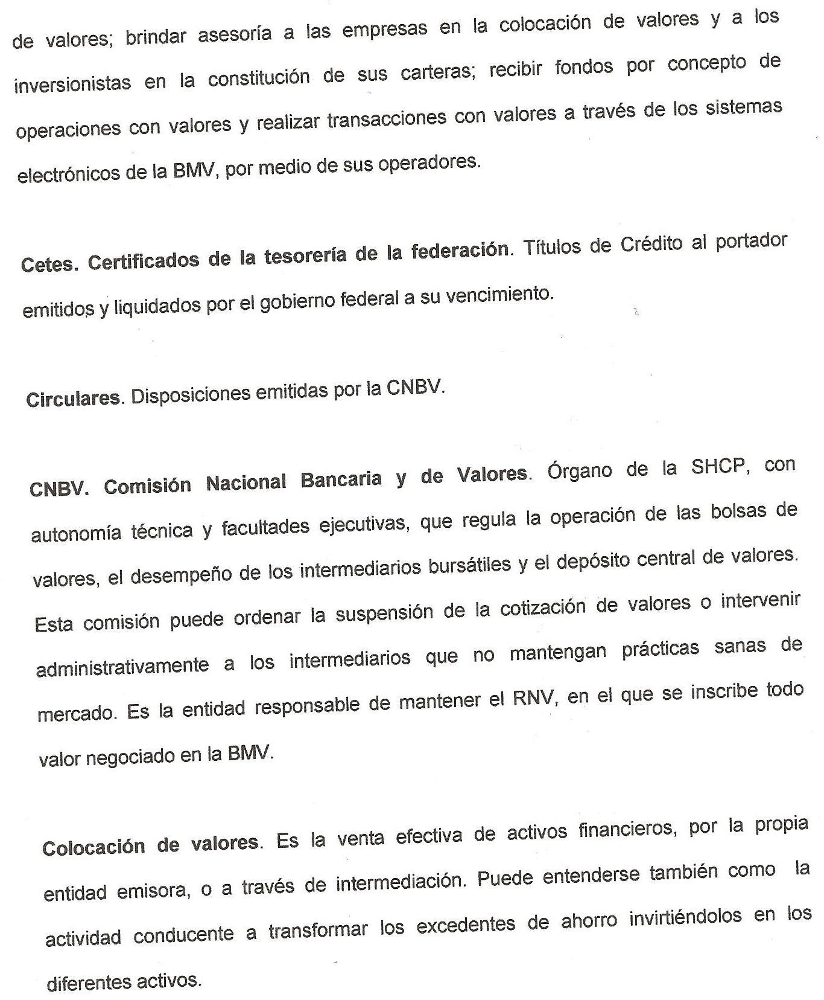 de valores; brindar asesoría a las empresas en la colocación de valores y a los
inversionistas en la constitución de sus carteras; recibir fondos por concepto de
operaciones con valores y realizar transacciones con valores a través de los sistemas
electrónicos de la BMV, por medio de sus operadores.
Cetes. Certificados de la tesorería de la federación. Títulos de Crédito al portador
emitidos y liquidados por el gobierno federal a su vencimiento.
Circulares. Disposiciones emitidas por la CNBV.
CNBV. Comisión Nacional Bancaria y de Valores. Órgano de la SHCP, con
autonomía técnica y facultades ejecutivas, que regula la operación de las bolsas de
valores, el desempeño de los intermediarios bursátiles y el depósito central de valores.
Esta comisión puede ordenar la suspensión de la cotización de valores o intervenir
administrativamente a los intermediarios que no mantengan prácticas sanas de
mercado. Es la entidad responsable de mantener el RNV, en el que se inscribe todo
valor negociado en la BMV.
Colocación de valores. Es la venta efectiva de activos financieros, por la propia
entidad emisora, o a través de intermediación. Puede entenderse también como la
actividad conducente a transformar los excedentes de ahorro invirtiéndolos en los
diferentes activos.